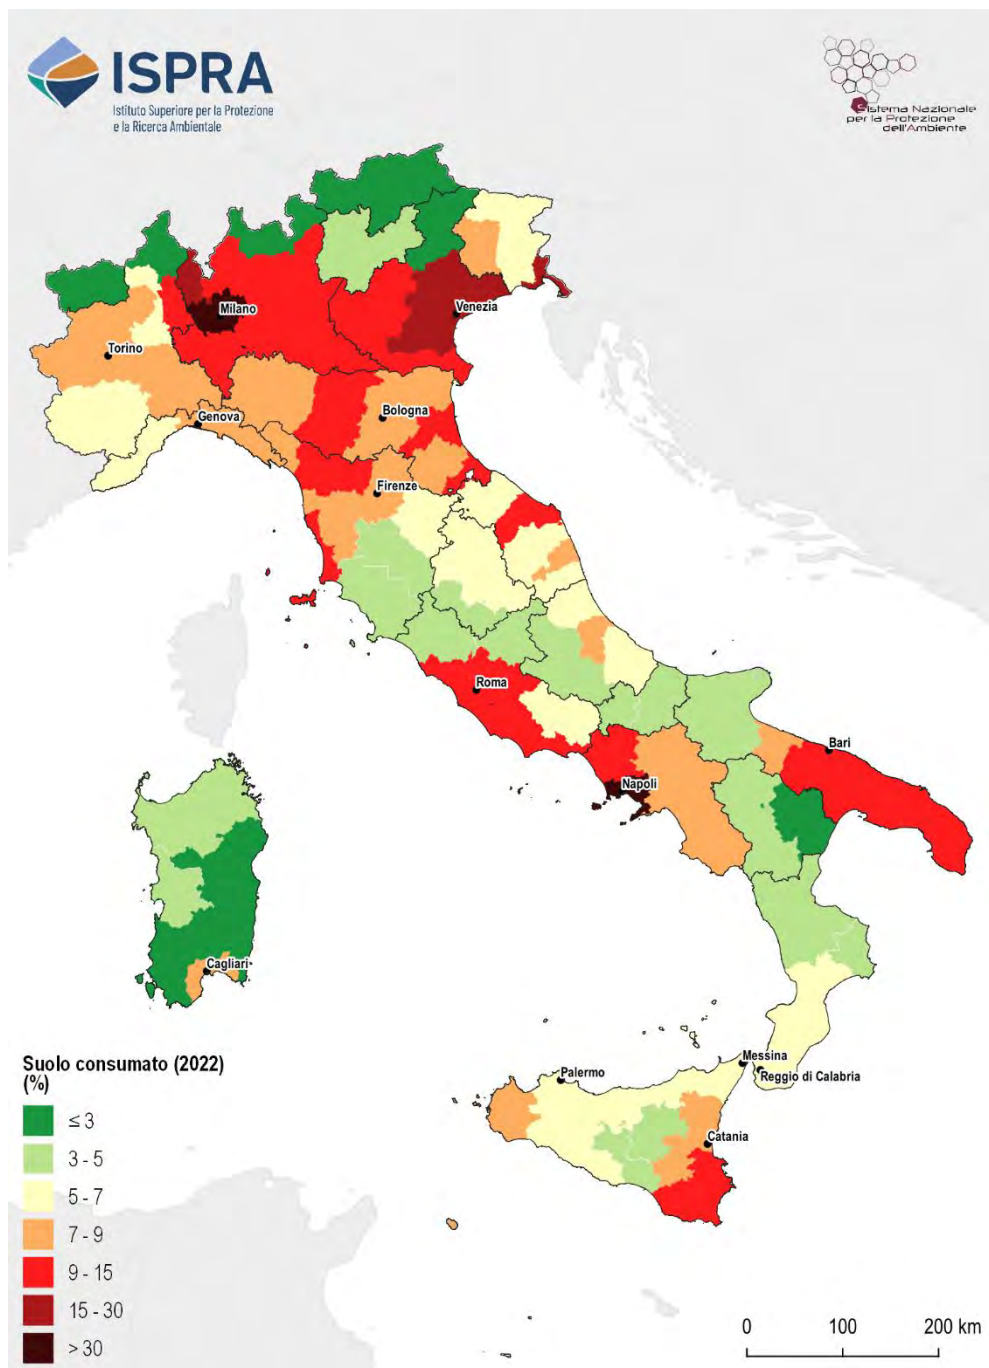 ISPRA
Istituto Superiore per la Protezione
e la Ricerca Ambientale
Sistema Nazionale
per la Protezione
dell'Ambiente
Milano
Venezia
Torino
Genova
Bologna
Firenze
Roma
Napoli
Bari
Cagliari
Messina
Reggio di Calabria
Palermo
Catania
Suolo consumato (2022)
(%)
≤ 3
3 - 5
5 - 7
7 - 9
9 - 15
15 - 30
> 30
0 100 200 km